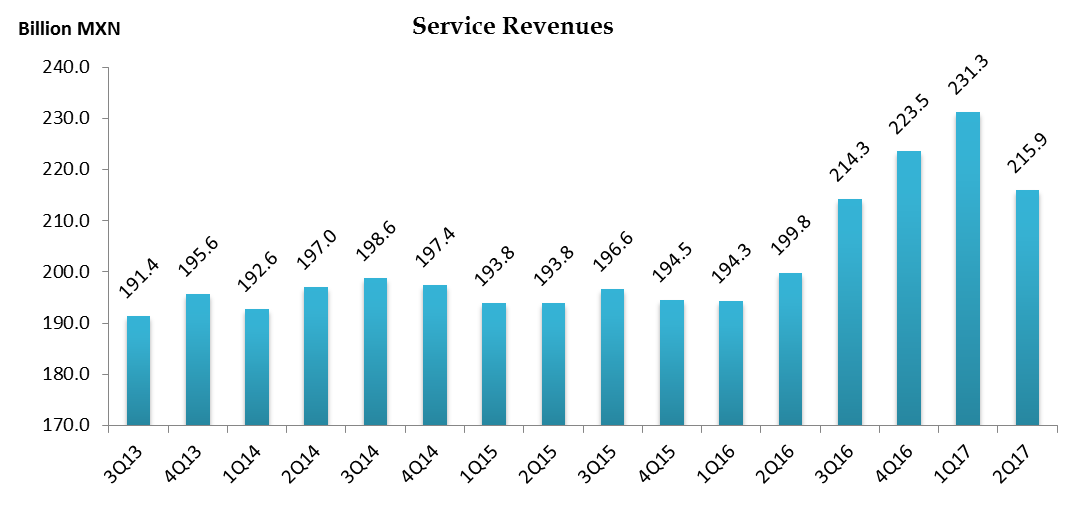 Billion MXN
Service Revenues
240.0
230.0
220.0
210.0
200.0
190.0
180.0
170.0
191.4
195.6
192.6
197.0
198.6
197.4
193.8
193.8
196.6
194.5
194.3
199.8
214.3
223.5
231.3
215.9
3Q13
4Q13
1Q14
2Q14
3Q14
4Q14
1Q15
2Q15
3Q15
4Q15
1Q16
2Q16
3Q16
4Q16
1Q17
2Q17